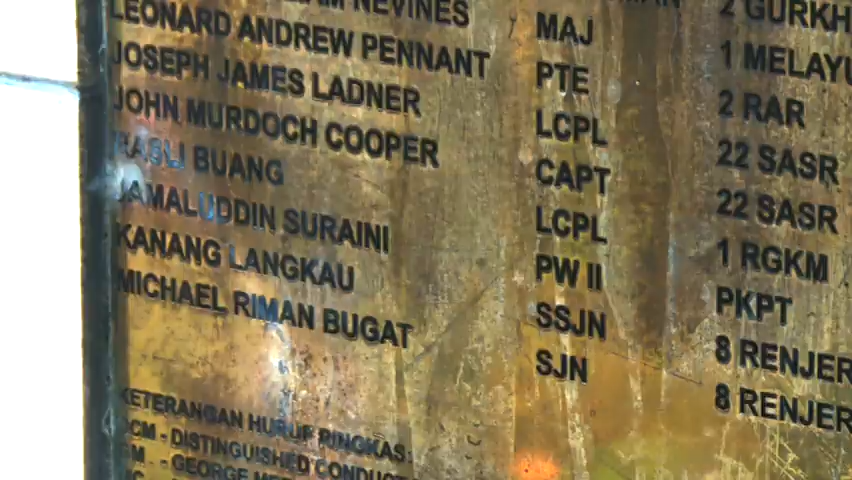 MAN 2 GURKH
AM NEVINES MAJ 1 MELAYU
LEONARD ANDREW PENNANT PTE 2 RAR
JOSEPH JAMES LADNER LCPL 22 SASR
JOHN MURDOCH COOPER CAPT 22 SASR
RASLI BUANG LCPL 1 RGKM
JAMALUDDIN SURAINI PW II PKPT
KANANG LANGKAU SSJN 8 RENJER
MICHAEL RIMAN BUGAT SJN 8 RENJER
KETERANGAN HURUF RINGKAS:
DCM - DISTINGUISHED CONDUCT
GM - GEORGE